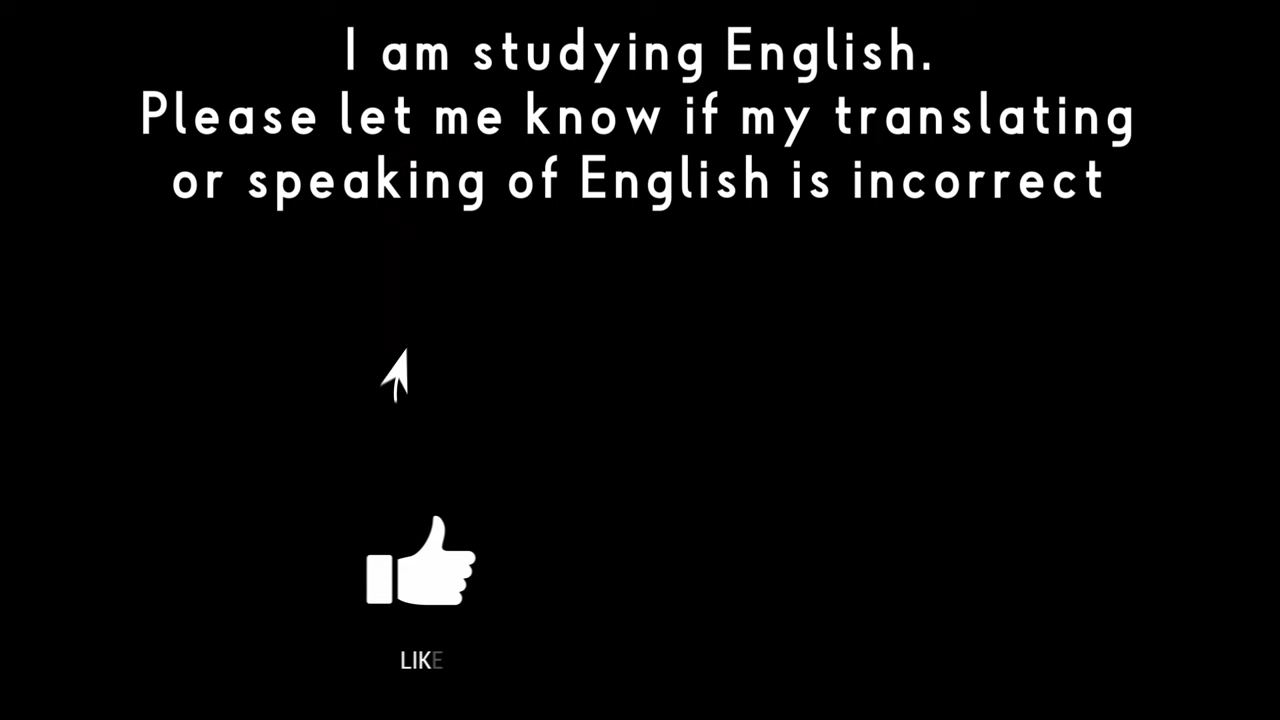 I am studying English.
Please let me know if my translating
or speaking of English is incorrect
LIKE